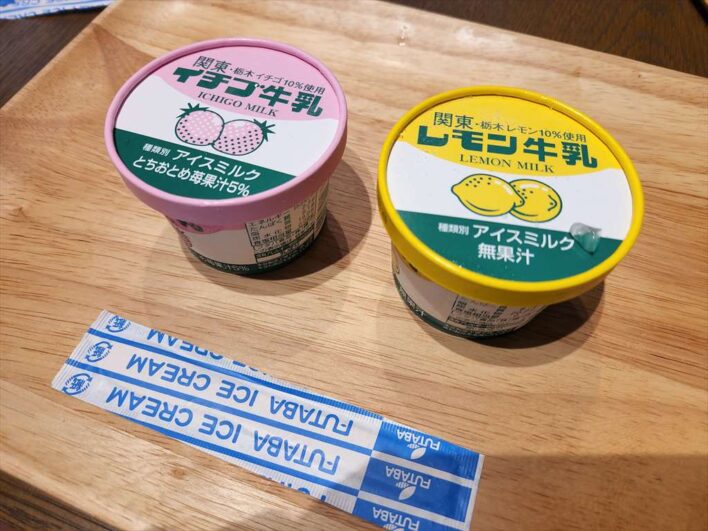 関東・栃木イチゴ10%使用
イチゴ牛乳
ICHIGO MILK
種類別 アイスミルク
とちおとめ苺果汁5%
関東・栃木レモン10%使用
レモン牛乳
LEMON MILK
種類別 アイスミルク
無果汁
FUTABA ICE CREAM
FUTABA ICE CREAM
FUTABA ICE CREAM
FUTABA
FUTABA